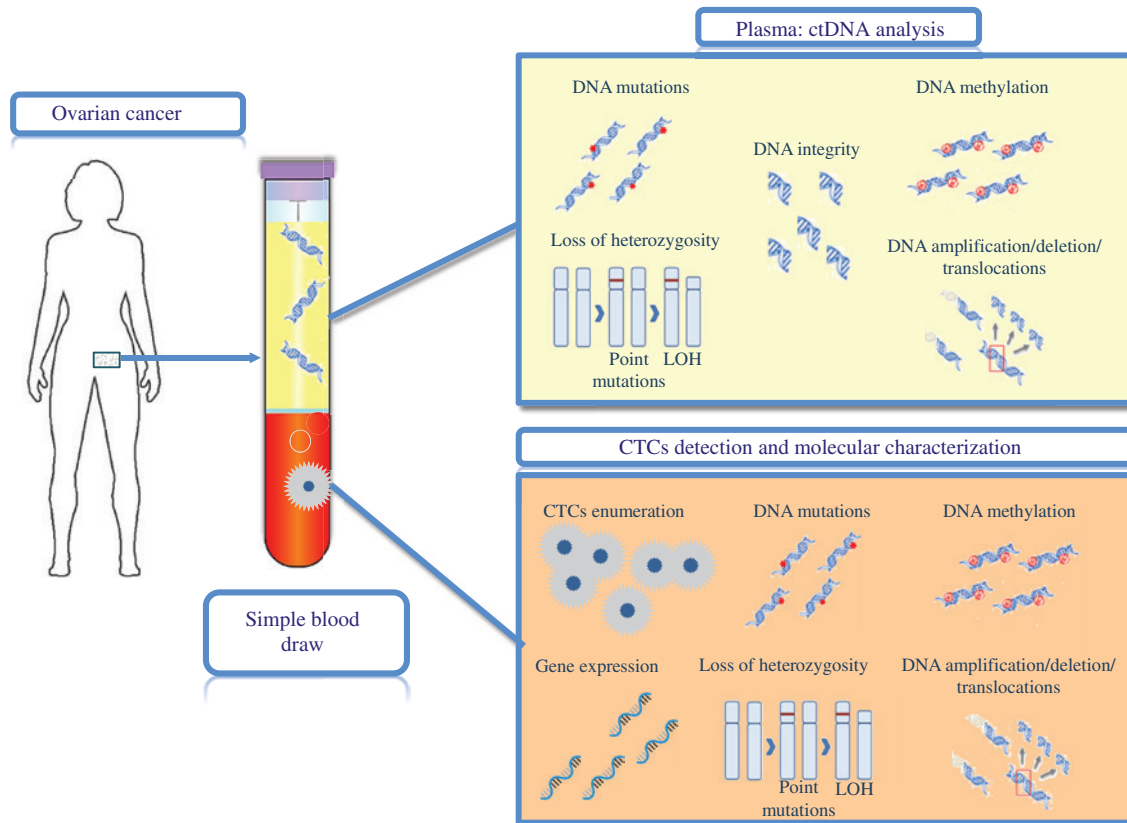 Ovarian cancer
Simple blood
draw
Plasma: ctDNA analysis
DNA mutations
DNA integrity
DNA methylation
Loss of heterozygosity
Point
mutations
LOH
DNA amplification/deletion/
translocations
CTCs detection and molecular characterization
CTCs enumeration
DNA mutations
DNA methylation
Gene expression
Loss of heterozygosity
Point
mutations
LOH
DNA amplification/deletion/
translocations